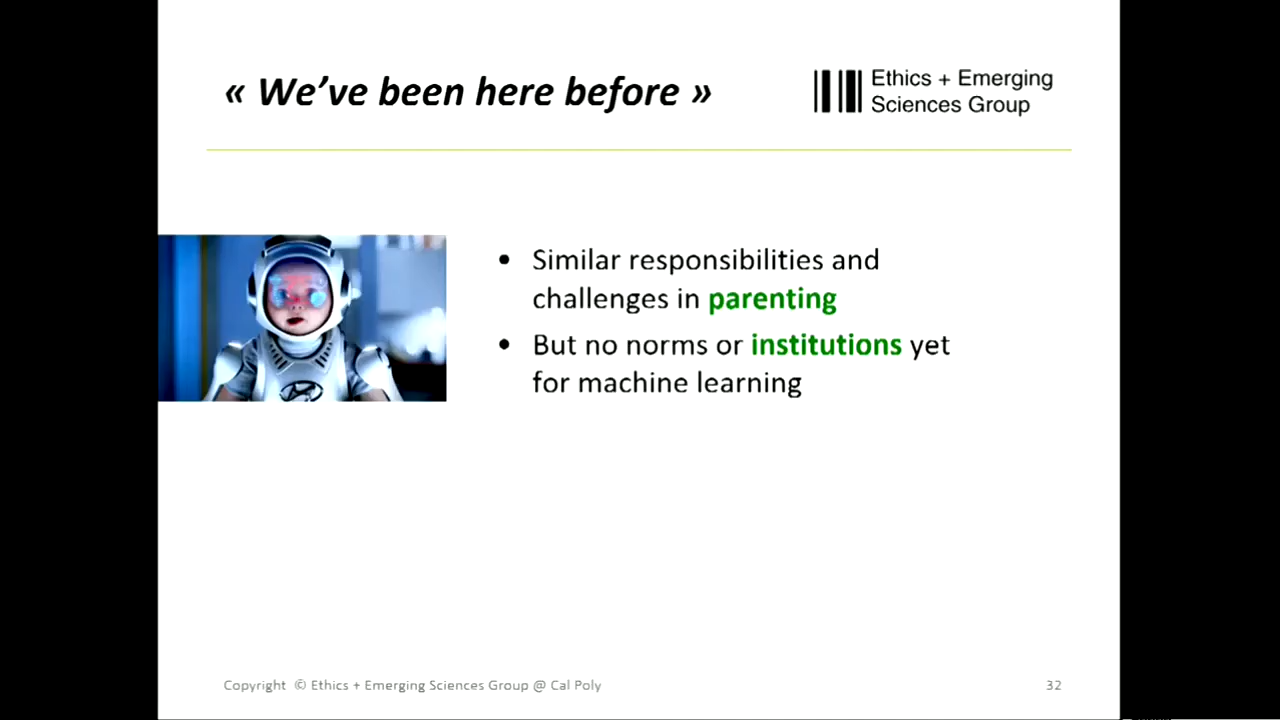 « We’ve been here before »
Ethics + Emerging
Sciences Group
• Similar responsibilities and
challenges in parenting
• But no norms or institutions yet
for machine learning
Copyright © Ethics + Emerging Sciences Group @ Cal Poly
32